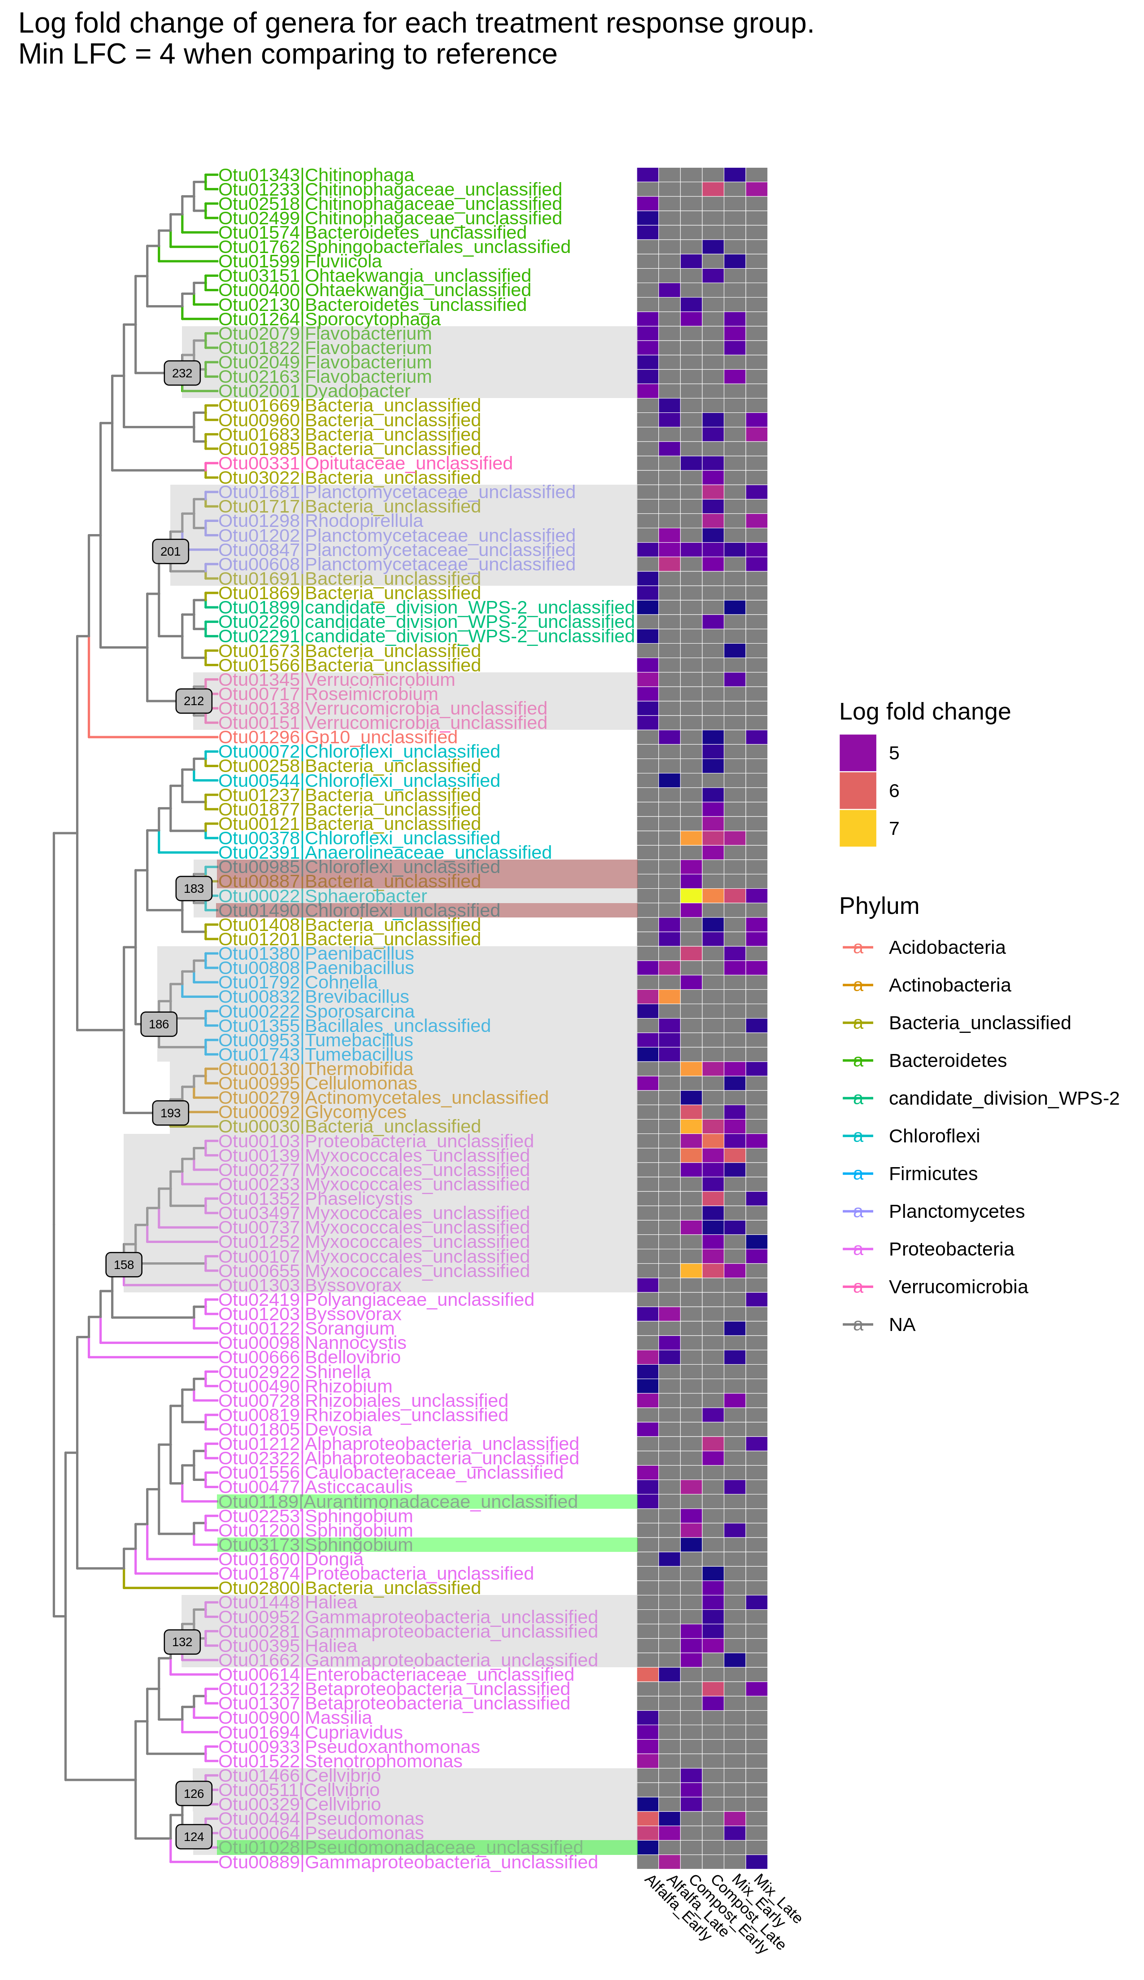 Log fold change of genera for each treatment response group.
Min LFC = 4 when comparing to reference
Otu01343|Chitinophaga
Otu01233|Chitinophagaceae_unclassified
Otu02518|Chitinophagaceae_unclassified
Otu02499|Chitinophagaceae_unclassified
Otu01574|Bacteroidetes_unclassified
Otu01762|Sphingobacteriales_unclassified
Otu01599|Fluviicola
Otu03151|Ohtaekwangia_unclassified
Otu00400|Ohtaekwangia_unclassified
Otu02130|Bacteroidetes_unclassified
Otu01264|Sporocytophaga
Otu02079|Flavobacterium
Otu01822|Flavobacterium
Otu02049|Flavobacterium
232
Otu02163|Flavobacterium
Otu02001|Dyadobacter
Otu01669|Bacteria_unclassified
Otu00960|Bacteria_unclassified
Otu01683|Bacteria_unclassified
Otu01985|Bacteria_unclassified
Otu00331|Opitutaceae_unclassified
Otu03022|Bacteria_unclassified
Otu01681|Planctomycetaceae_unclassified
Otu01717|Bacteria_unclassified
Otu01298|Rhodopirellula
Otu01202|Planctomycetaceae_unclassified
201
Otu00847|Planctomycetaceae_unclassified
Otu00608|Planctomycetaceae_unclassified
Otu01691|Bacteria_unclassified
Otu01869|Bacteria_unclassified
Otu01899|candidate_division_WPS-2_unclassified
Otu02260|candidate_division_WPS-2_unclassified
Otu02291|candidate_division_WPS-2_unclassified
Otu01673|Bacteria_unclassified
Otu01566|Bacteria_unclassified
Otu01345|Verrucomicrobium
Otu00717|Roseimicrobium
212
Otu00138|Verrucomicrobia_unclassified
Otu00151|Verrucomicrobia_unclassified
Otu01296|Gp10_unclassified
Otu00072|Chloroflexi_unclassified
Otu00258|Bacteria_unclassified
Otu00544|Chloroflexi_unclassified
Otu01237|Bacteria_unclassified
Otu01877|Bacteria_unclassified
Otu00121|Bacteria_unclassified
Otu00378|Chloroflexi_unclassified
Otu02391|Anaerolineaceae_unclassified
Otu00985|Chloroflexi_unclassified
Otu00887|Bacteria_unclassified
183
Otu00022|Sphaerobacter
Otu01490|Chloroflexi_unclassified
Otu01408|Bacteria_unclassified
Otu01201|Bacteria_unclassified
Otu01380|Paenibacillus
Otu00808|Paenibacillus
Otu01792|Cohnella
Otu00832|Brevibacillus
Otu00222|Sporosarcina
186
Otu01355|Bacillales_unclassified
Otu00953|Tumebacillus
Otu01743|Tumebacillus
Otu00130|Thermobifida
Otu00995|Cellulomonas
Otu00279|Actinomycetales_unclassified
193
Otu00092|Glycomyces
Otu00030|Bacteria_unclassified
Otu00103|Proteobacteria_unclassified
Otu00139|Myxococcales_unclassified
Otu00277|Myxococcales_unclassified
Otu00233|Myxococcales_unclassified
Otu01352|Phaselicystis
Otu03497|Myxococcales_unclassified
Otu00737|Myxococcales_unclassified
Otu01252|Myxococcales_unclassified
Otu00107|Myxococcales_unclassified
158
Otu00655|Myxococcales_unclassified
Otu01303|Byssovorax
Otu02419|Polyangiaceae_unclassified
Otu01203|Byssovorax
Otu00122|Sorangium
Otu00098|Nannocystis
Otu00666|Bdellovibrio
Otu02922|Shinella
Otu00490|Rhizobium
Otu00728|Rhizobiales_unclassified
Otu00819|Rhizobiales_unclassified
Otu01805|Devosia
Otu01212|Alphaproteobacteria_unclassified
Otu02322|Alphaproteobacteria_unclassified
Otu01556|Caulobacteraceae_unclassified
Otu00477|Asticcacaulis
Otu01189|Aurantimonadaceae_unclassified
Otu02253|Sphingobium
Otu01200|Sphingobium
Otu03173|Sphingobium
Otu01600|Dongia
Otu01874|Proteobacteria_unclassified
Otu02800|Bacteria_unclassified
Otu01448|Haliea
Otu00952|Gammaproteobacteria_unclassified
Otu00281|Gammaproteobacteria_unclassified
132
Otu00395|Haliea
Otu01662|Gammaproteobacteria_unclassified
Otu00614|Enterobacteriaceae_unclassified
Otu01232|Betaproteobacteria_unclassified
Otu01307|Betaproteobacteria_unclassified
Otu00900|Massilia
Otu01694|Cupriavidus
Otu00933|Pseudoxanthomonas
Otu01522|Stenotrophomonas
Otu01466|Cellvibrio
126
Otu00511|Cellvibrio
Otu00329|Cellvibrio
Otu00494|Pseudomonas
124
Otu00064|Pseudomonas
Otu01028|Pseudomonadaceae_unclassified
Otu00889|Gammaproteobacteria_unclassified
Alfalfa_Early
Alfalfa_Late
Compost_Early
Compost_Late
Mix_Early
Mix_Late
Log fold change
5
6
7
Phylum
a Acidobacteria
a Actinobacteria
a Bacteria_unclassified
a Bacteroidetes
a candidate_division_WPS-2
a Chloroflexi
a Firmicutes
a Planctomycetes
a Proteobacteria
a Verrucomicrobia
a NA